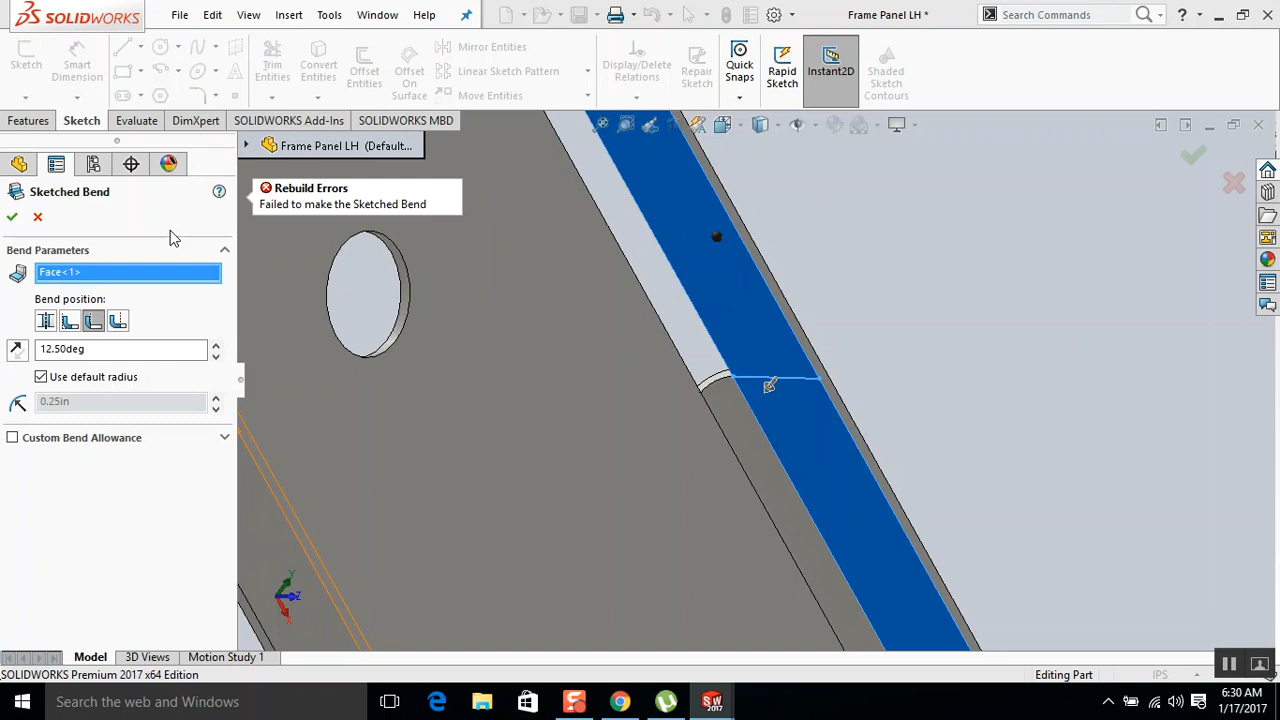 SOLIDWORKS
File Edit View Insert Tools Window Help
Frame Panel LH *
Search Commands
Sketch
Smart Dimension
Trim Entities
Convert Entities
Offset Entities
Offset On Surface
Mirror Entities
Linear Sketch Pattern
Move Entities
Display/Delete Relations
Repair Sketch
Quick Snaps
Rapid Sketch
Instant2D
Shaded Sketch Contours
Features Sketch Evaluate DimXpert SOLIDWORKS Add-Ins SOLIDWORKS MBD
Frame Panel LH (Default...
Sketched Bend
Rebuild Errors
Failed to make the Sketched Bend
Bend Parameters
Face<1>
Bend position:
12.50deg
Use default radius
0.25in
Custom Bend Allowance
Y
Z
X
Model 3D Views Motion Study 1
SOLIDWORKS Premium 2017 x64 Edition
Editing Part
IPS
Search the web and Windows
SW
2017
6:30 AM
1/17/2017